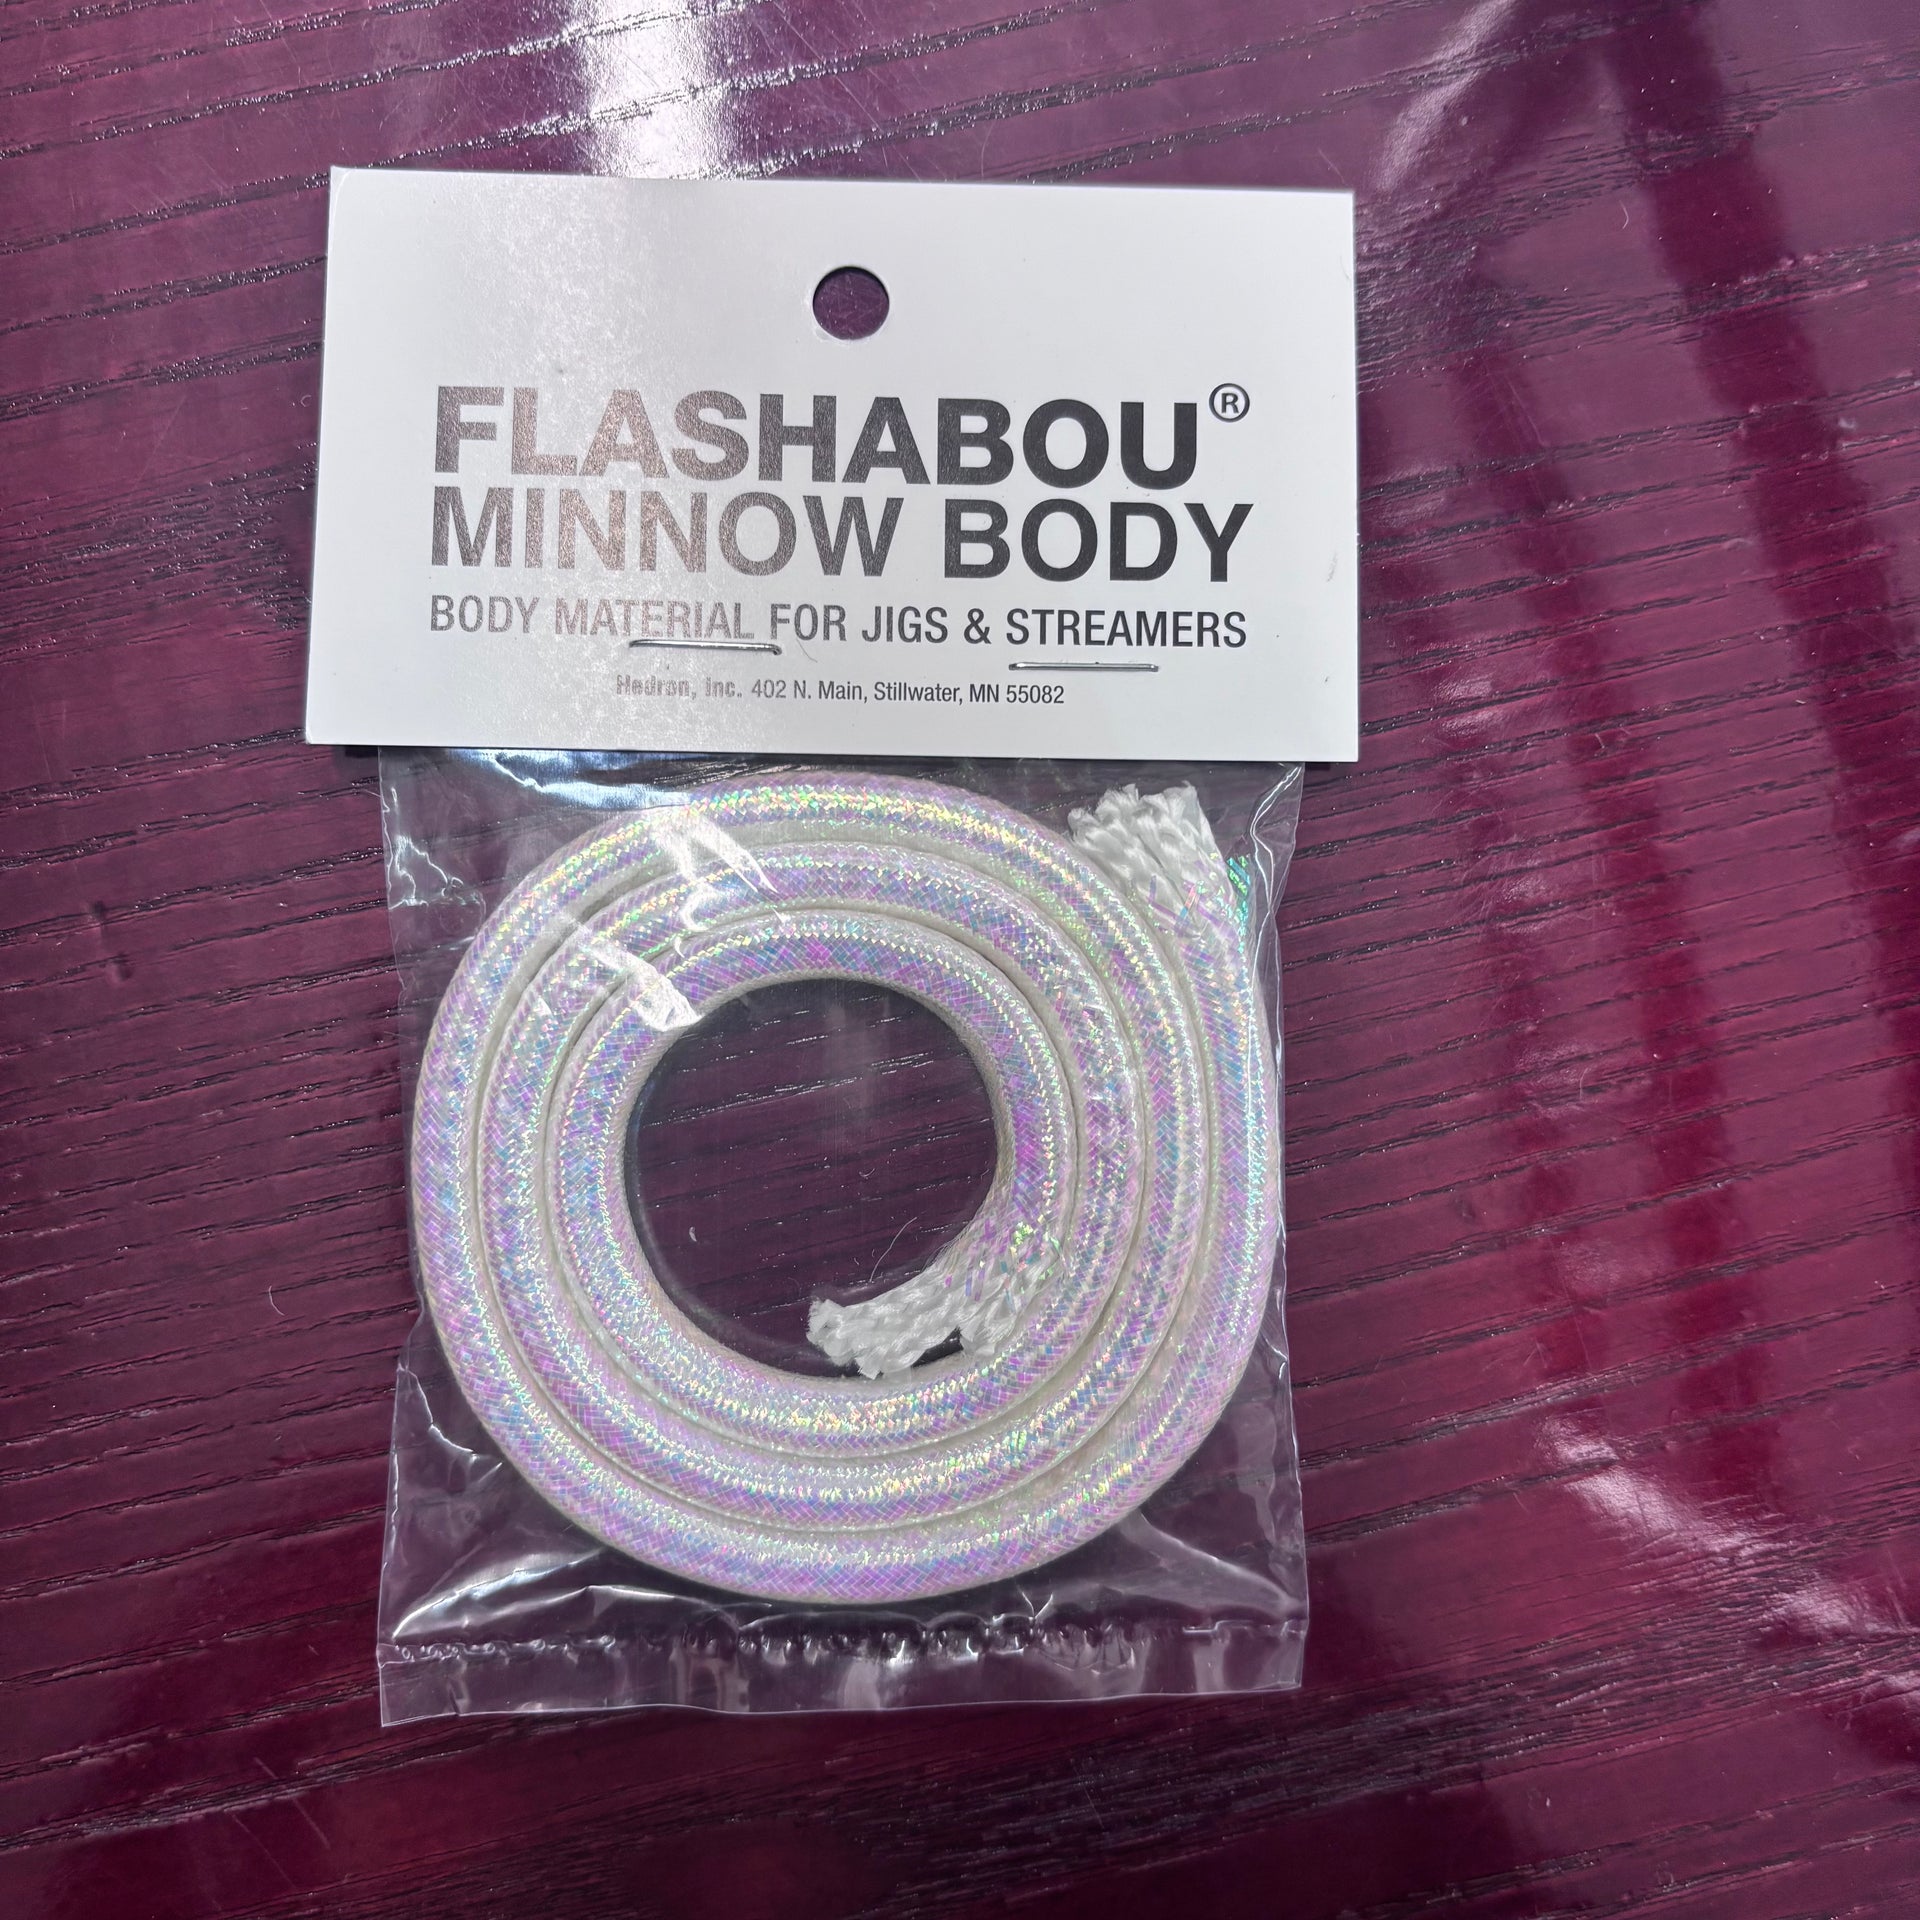 FLASHABOU®
MINNOW BODY
BODY MATERIAL FOR JIGS & STREAMERS
Hedron, Inc. 402 N. Main, Stillwater, MN 55082